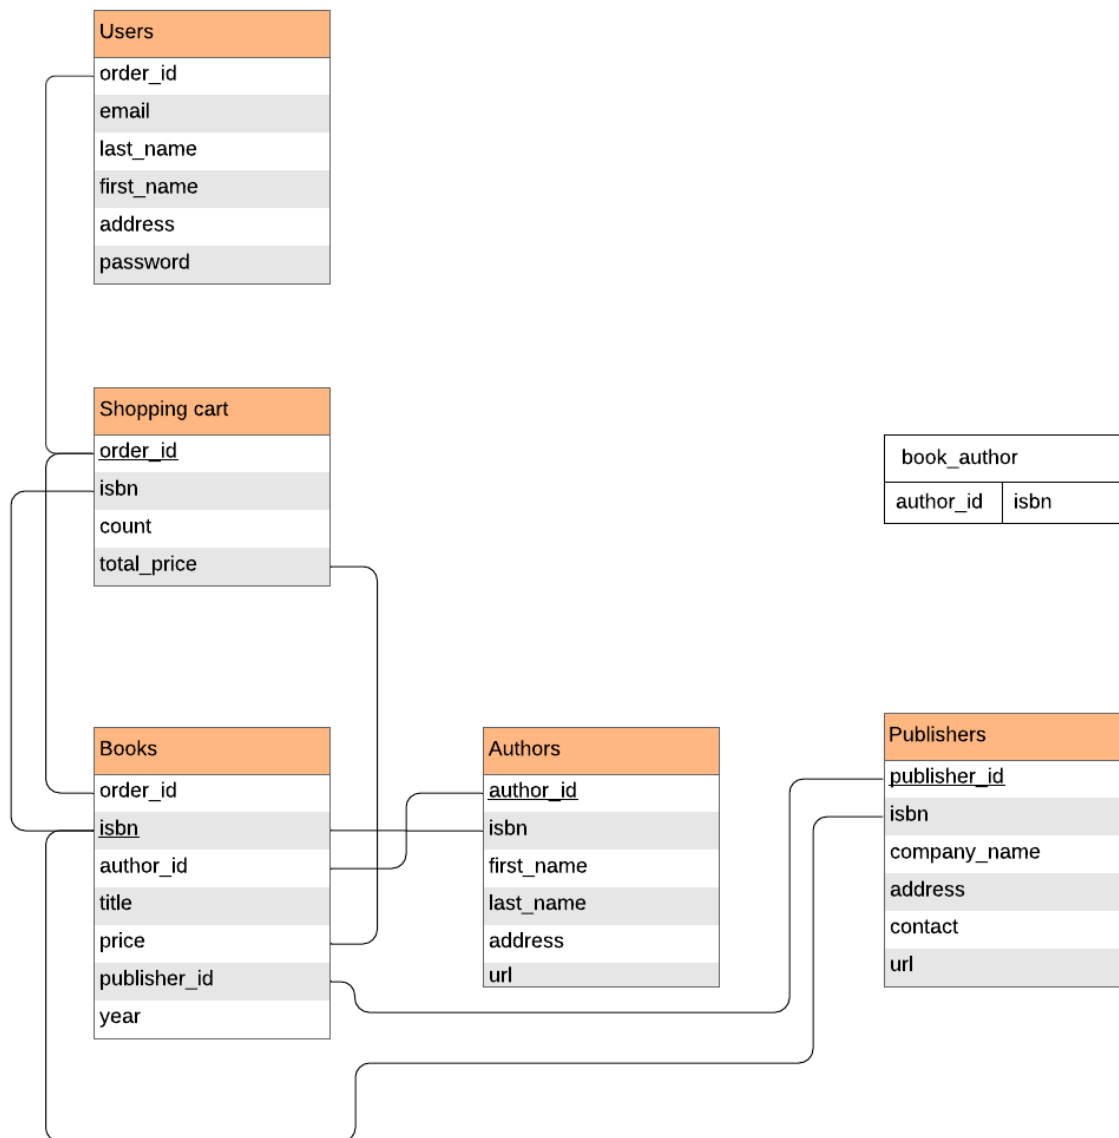 Users
order_id
email
last_name
first_name
address
password
Shopping cart
order_id
isbn
count
total_price
book_author
author_id isbn
Books
order_id
isbn
author_id
title
price
publisher_id
year
Authors
author_id
isbn
first_name
last_name
address
url
Publishers
publisher_id
isbn
company_name
address
contact
url